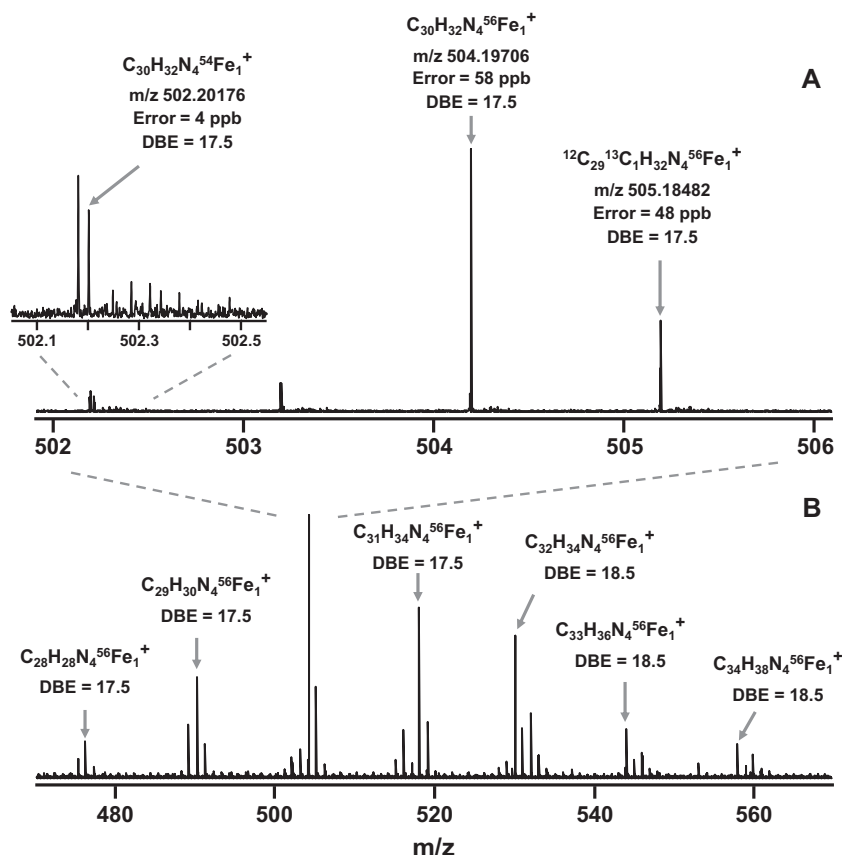 C₃₀H₃₂N₄⁵⁶Fe₁⁺
m/z 504.19706
Error = 58 ppb
DBE = 17.5
A
C₃₀H₃₂N₄⁵⁴Fe₁⁺
m/z 502.20176
Error = 4 ppb
DBE = 17.5
¹²C₂₉¹³C₁H₃₂N₄⁵⁶Fe₁⁺
m/z 505.18482
Error = 48 ppb
DBE = 17.5
502.1 502.3 502.5
502 503 504 505 506
B
C₃₁H₃₄N₄⁵⁶Fe₁⁺
DBE = 17.5
C₃₂H₃₄N₄⁵⁶Fe₁⁺
DBE = 18.5
C₂₉H₃₀N₄⁵⁶Fe₁⁺
DBE = 17.5
C₃₃H₃₆N₄⁵⁶Fe₁⁺
DBE = 18.5
C₂₈H₂₈N₄⁵⁶Fe₁⁺
DBE = 17.5
C₃₄H₃₈N₄⁵⁶Fe₁⁺
DBE = 18.5
480 500 520 540 560
m/z